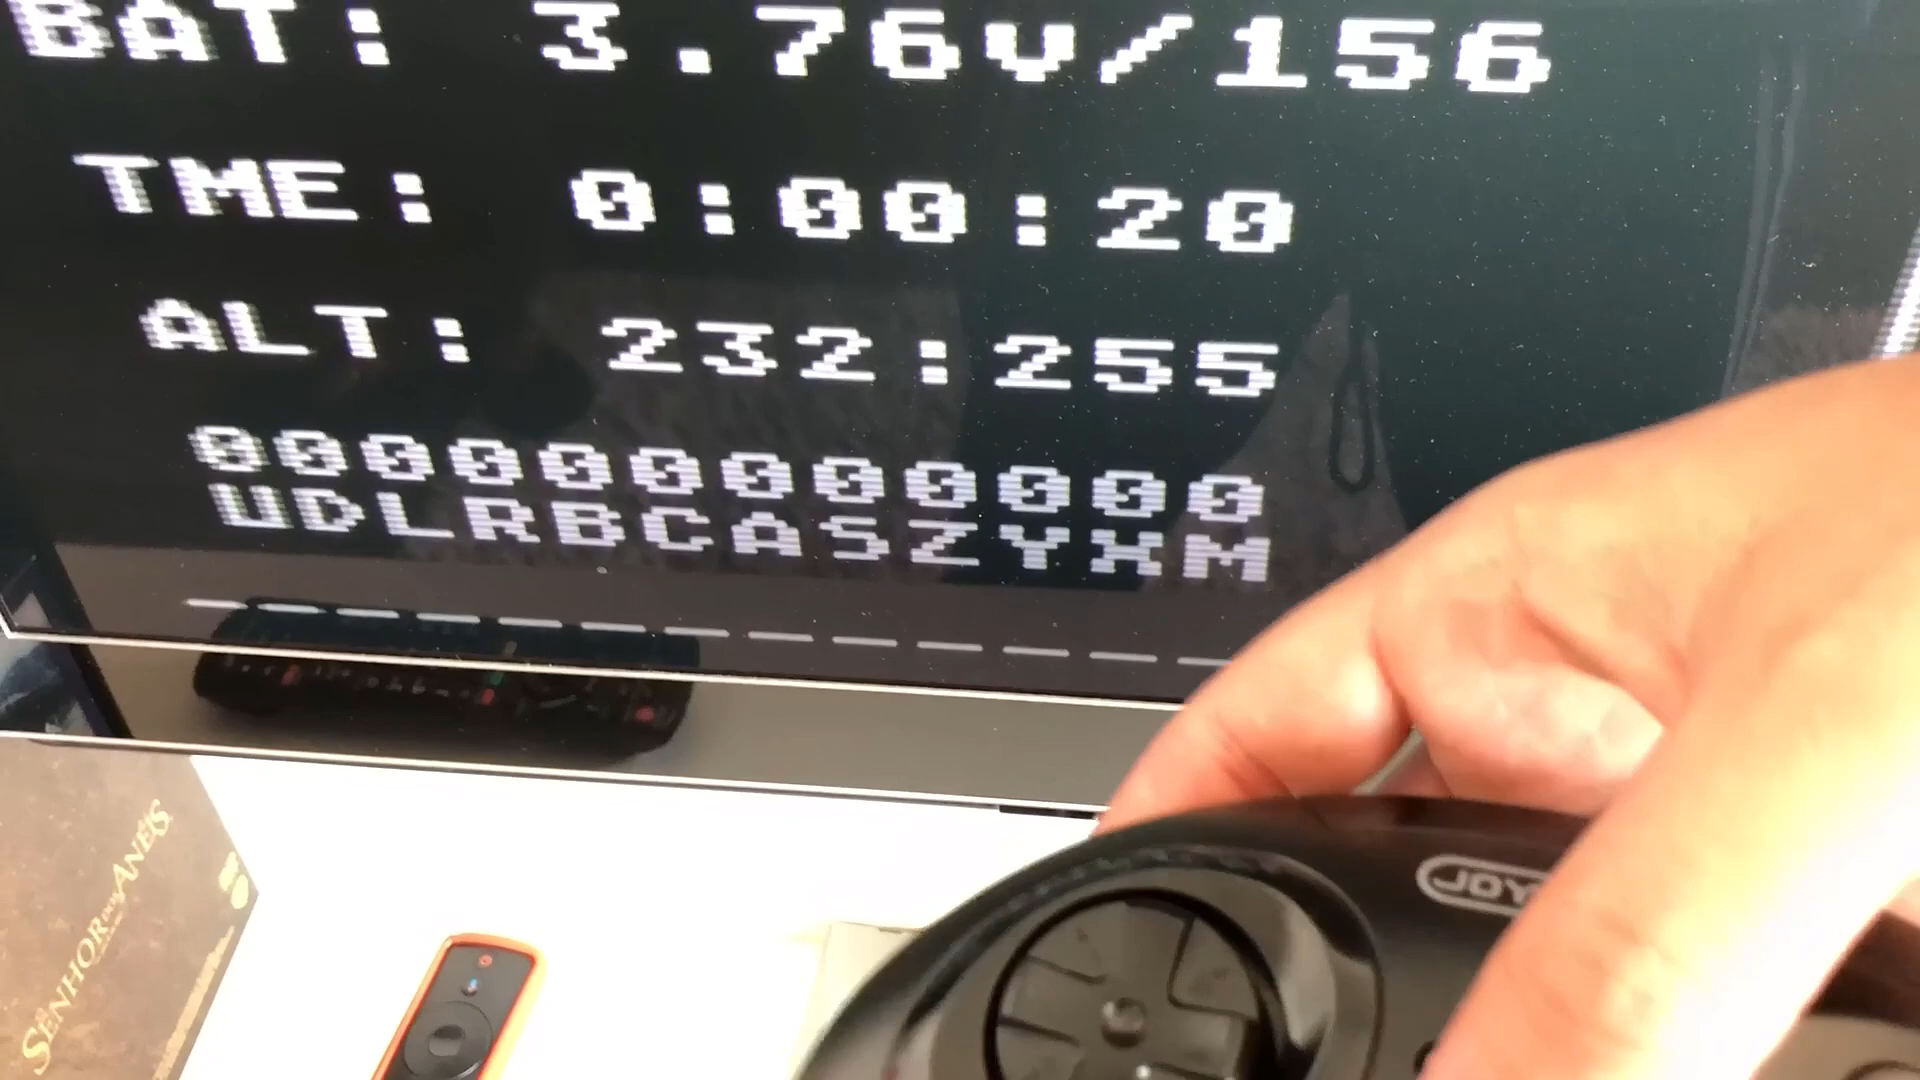 BAT: 3.76v/156
TME: 0:00:20
ALT: 232:255
000000000000
UDLRBCASZYXM
JOY
O SENHOR DOS ANÉIS